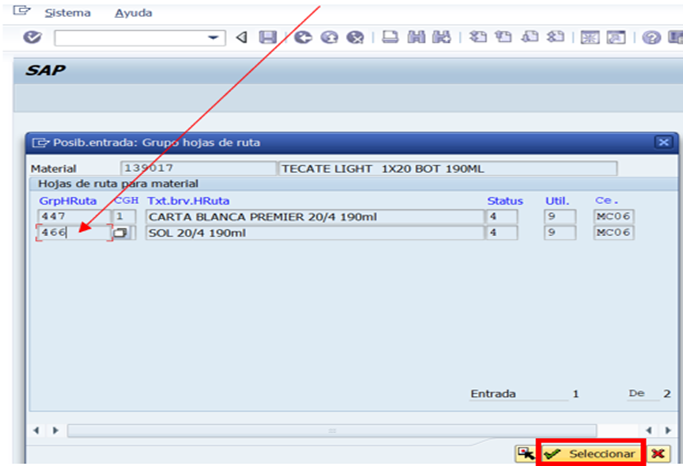 Sistema Ayuda
SAP
Posib.entrada: Grupo hojas de ruta
Material 139017 TECATE LIGHT 1X20 BOT 190ML
Hojas de ruta para material
GrpHRuta CGH Txt.brv.HRuta Status Util. Ce.
447 1 CARTA BLANCA PREMIER 20/4 190ml 4 9 MC06
466 SOL 20/4 190ml 4 9 MC06
Entrada 1 De 2
Seleccionar